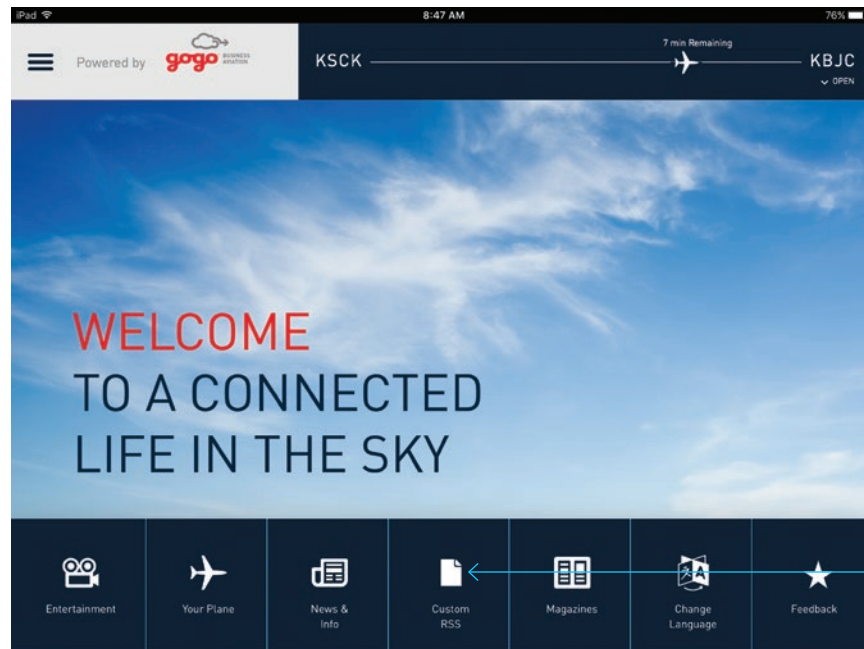 iPad 8:47 AM 76%
Powered by gogo BUSINESS AVIATION
KSCK 7 min Remaining KBJC
OPEN
WELCOME
TO A CONNECTED
LIFE IN THE SKY
Entertainment
Your Plane
News &
Info
Custom
RSS
Magazines
Change
Language
Feedback